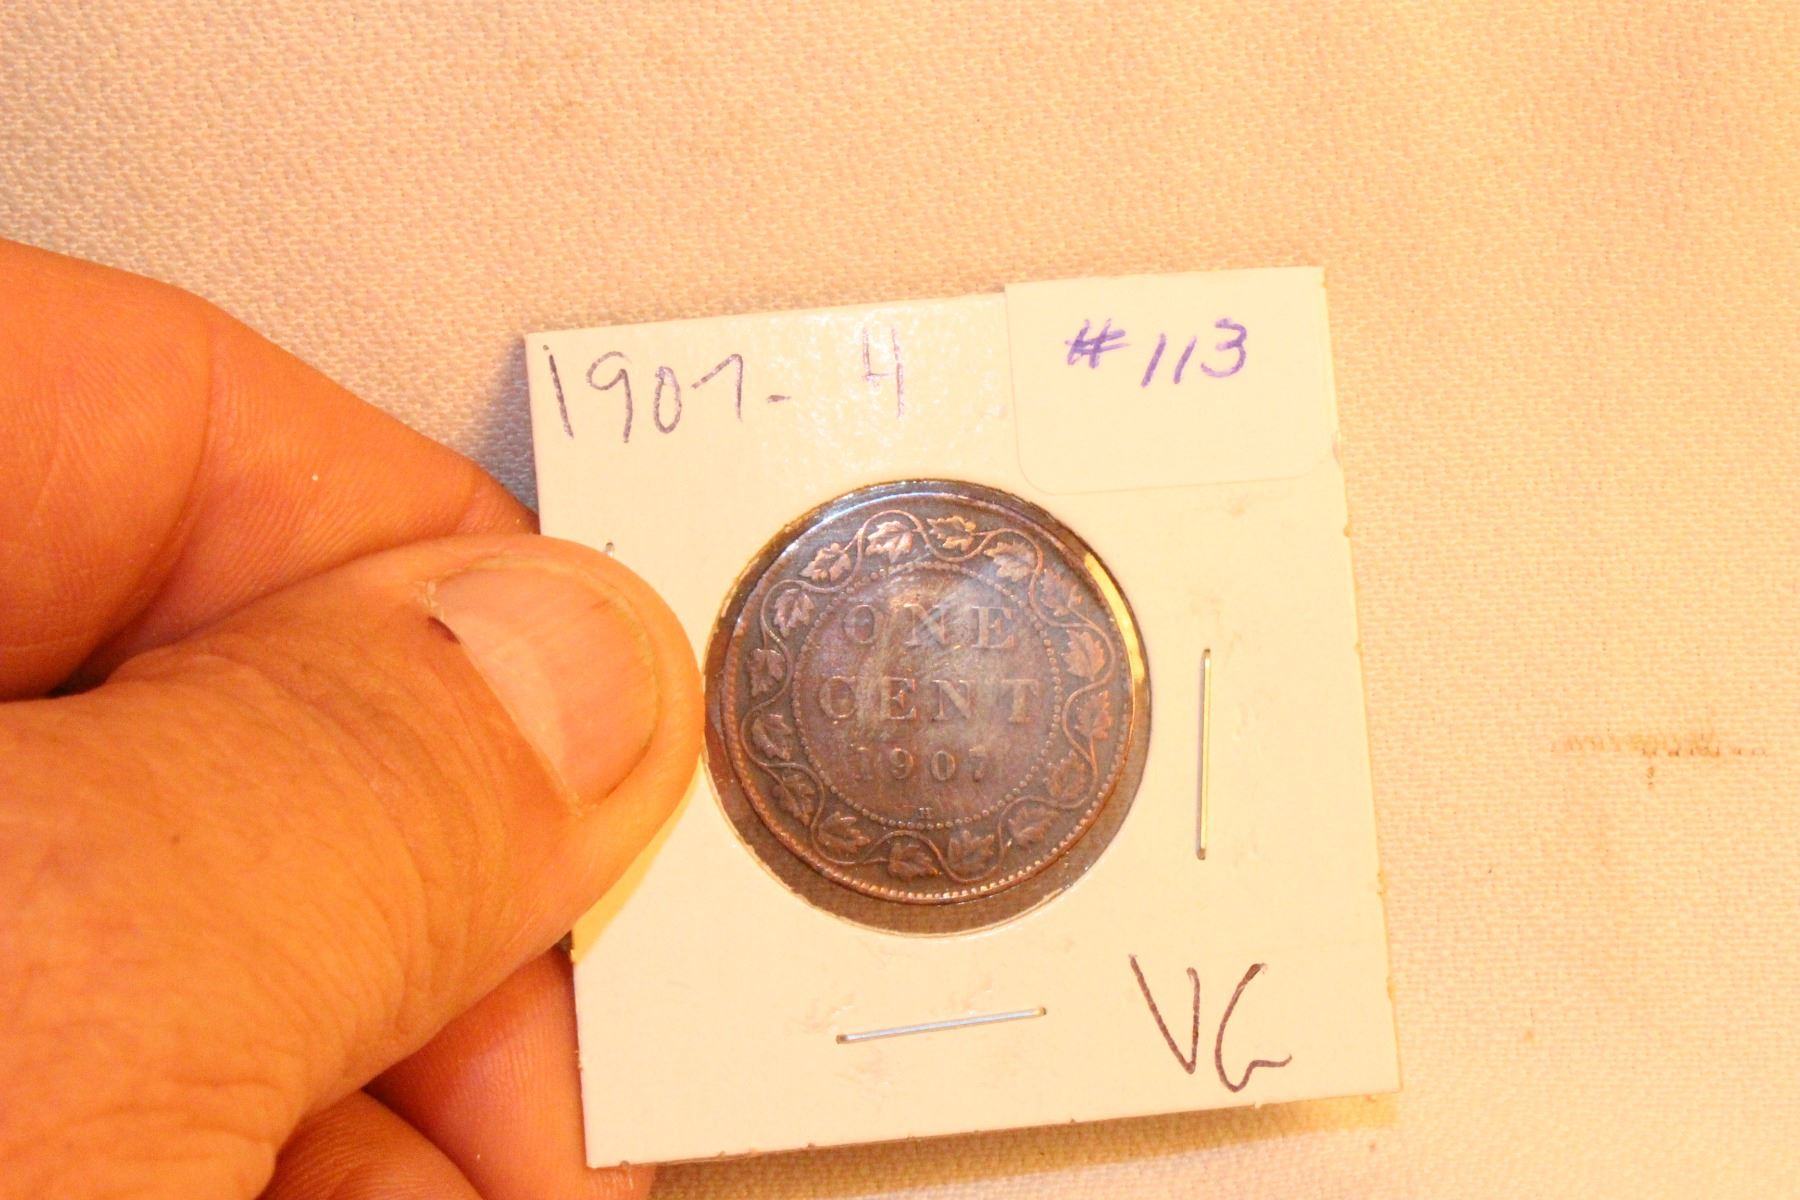 1907- H
#113
ONE
CENT
1907
H
VG